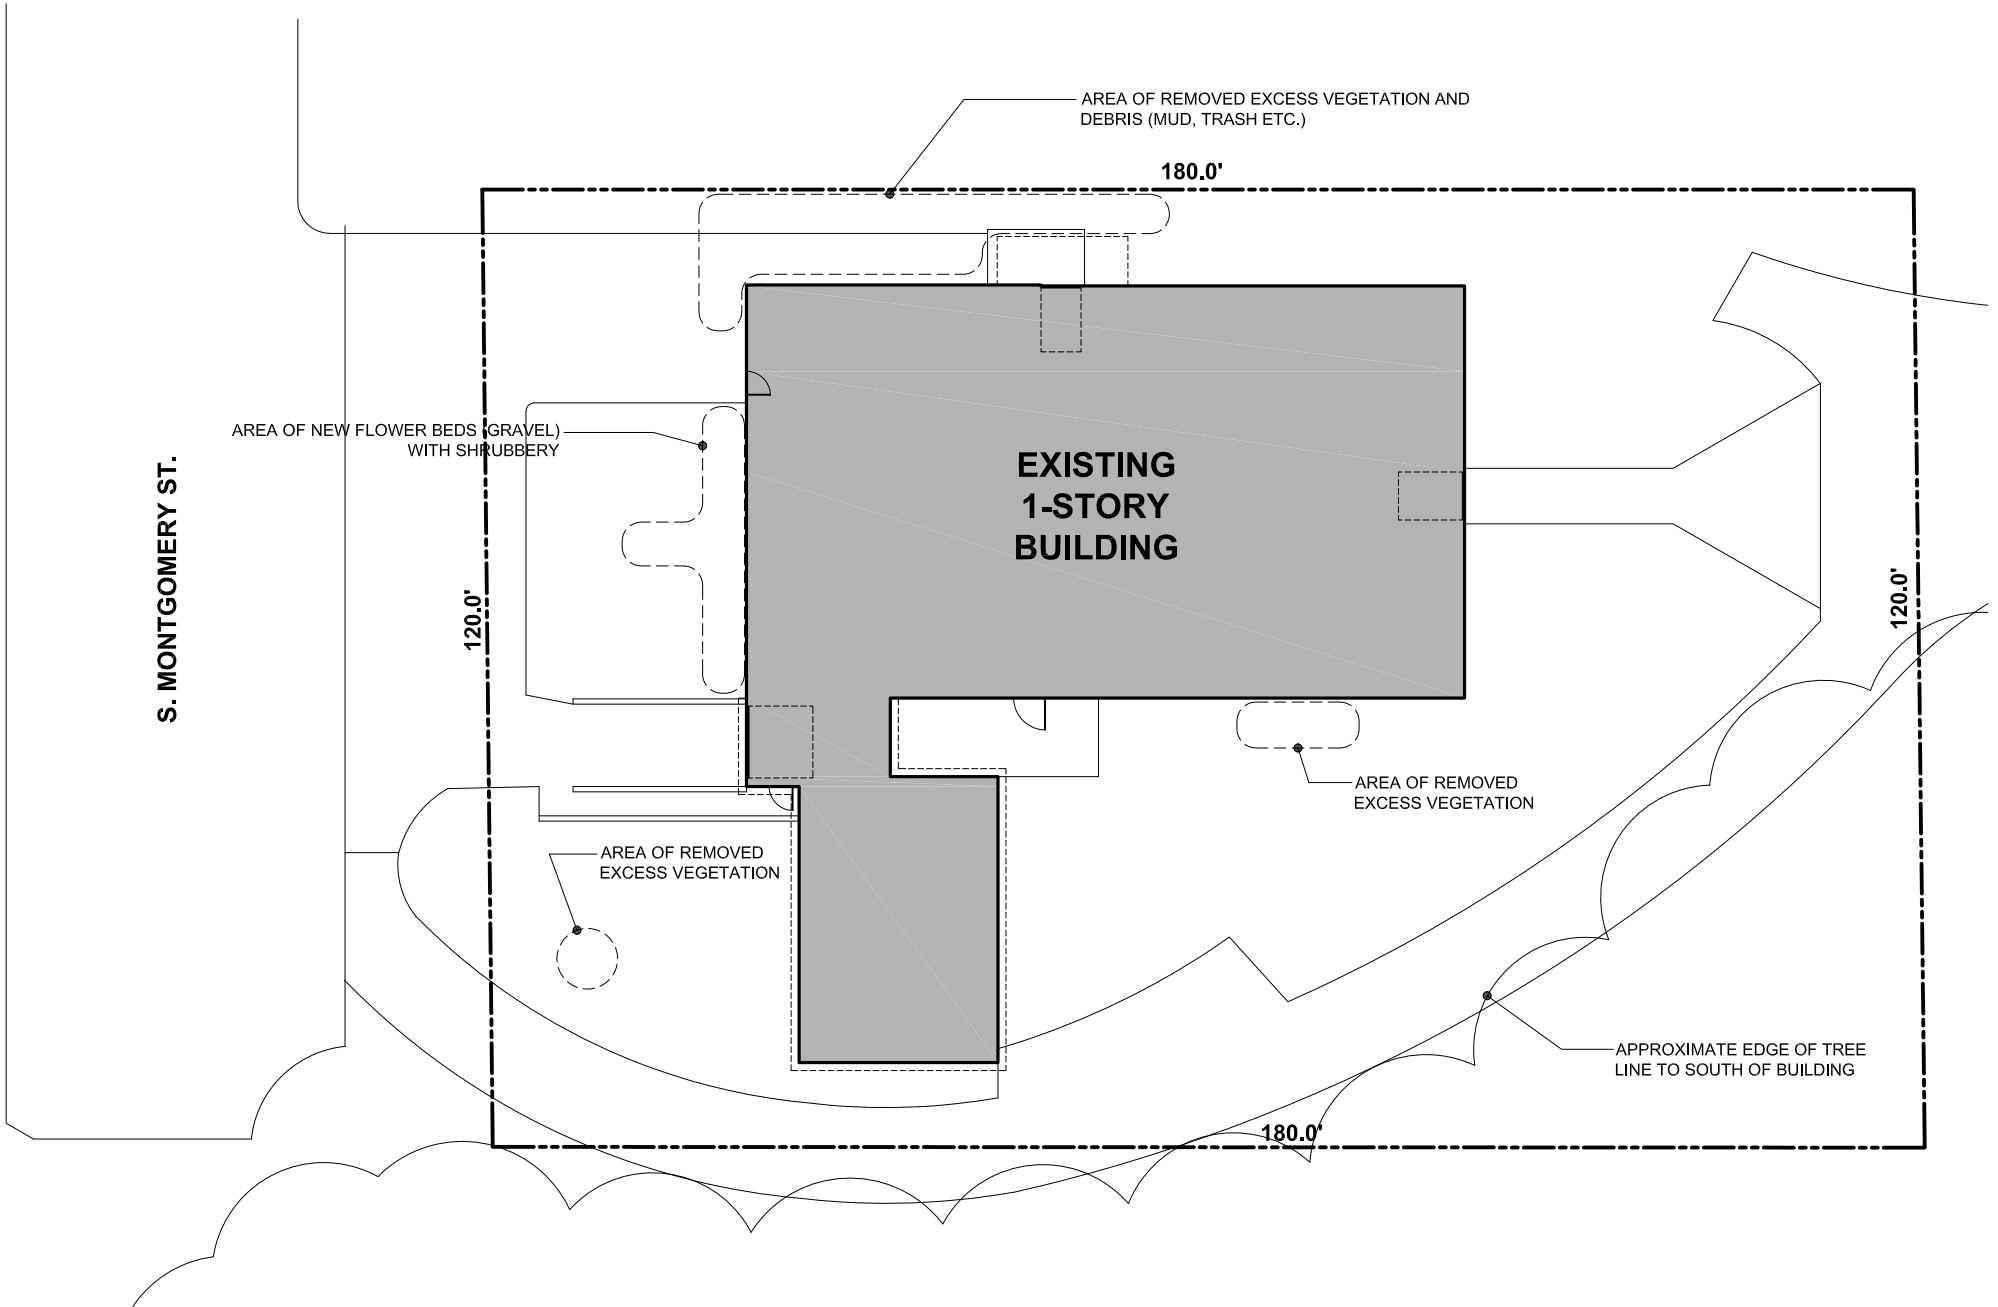 AREA OF REMOVED EXCESS VEGETATION AND
DEBRIS (MUD, TRASH ETC.)
180.0'
AREA OF NEW FLOWER BEDS (GRAVEL)
WITH SHRUBBERY
S. MONTGOMERY ST.
120.0'
EXISTING
1-STORY
BUILDING
120.0'
AREA OF REMOVED
EXCESS VEGETATION
AREA OF REMOVED
EXCESS VEGETATION
APPROXIMATE EDGE OF TREE
LINE TO SOUTH OF BUILDING
180.0'